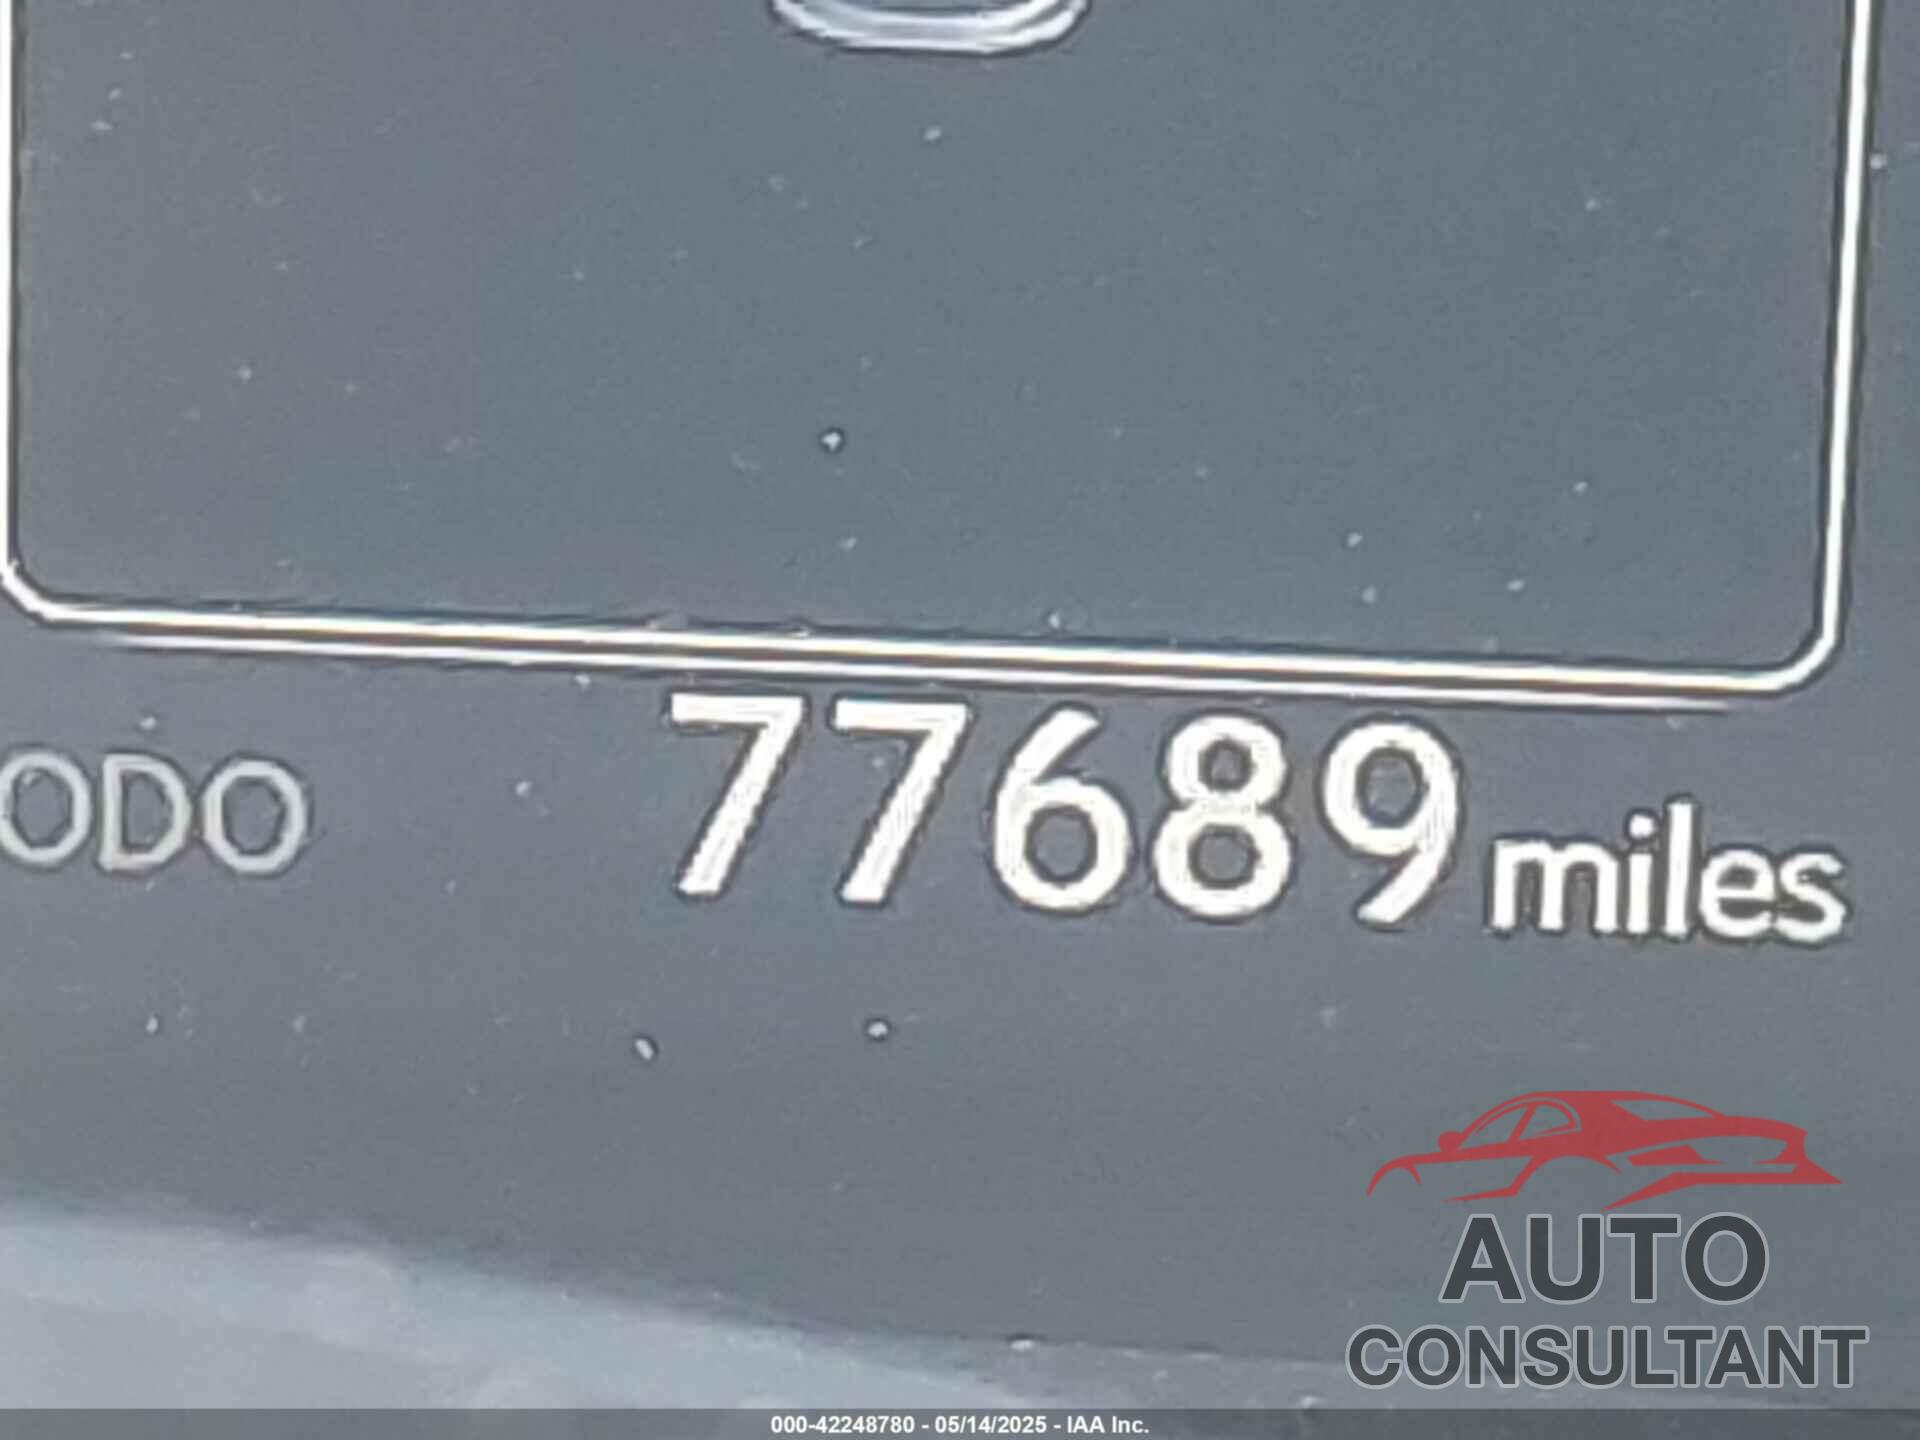 ODO 77689 miles
AUTO
CONSULTANT
000-42248780 - 05/14/2025 - IAA Inc.